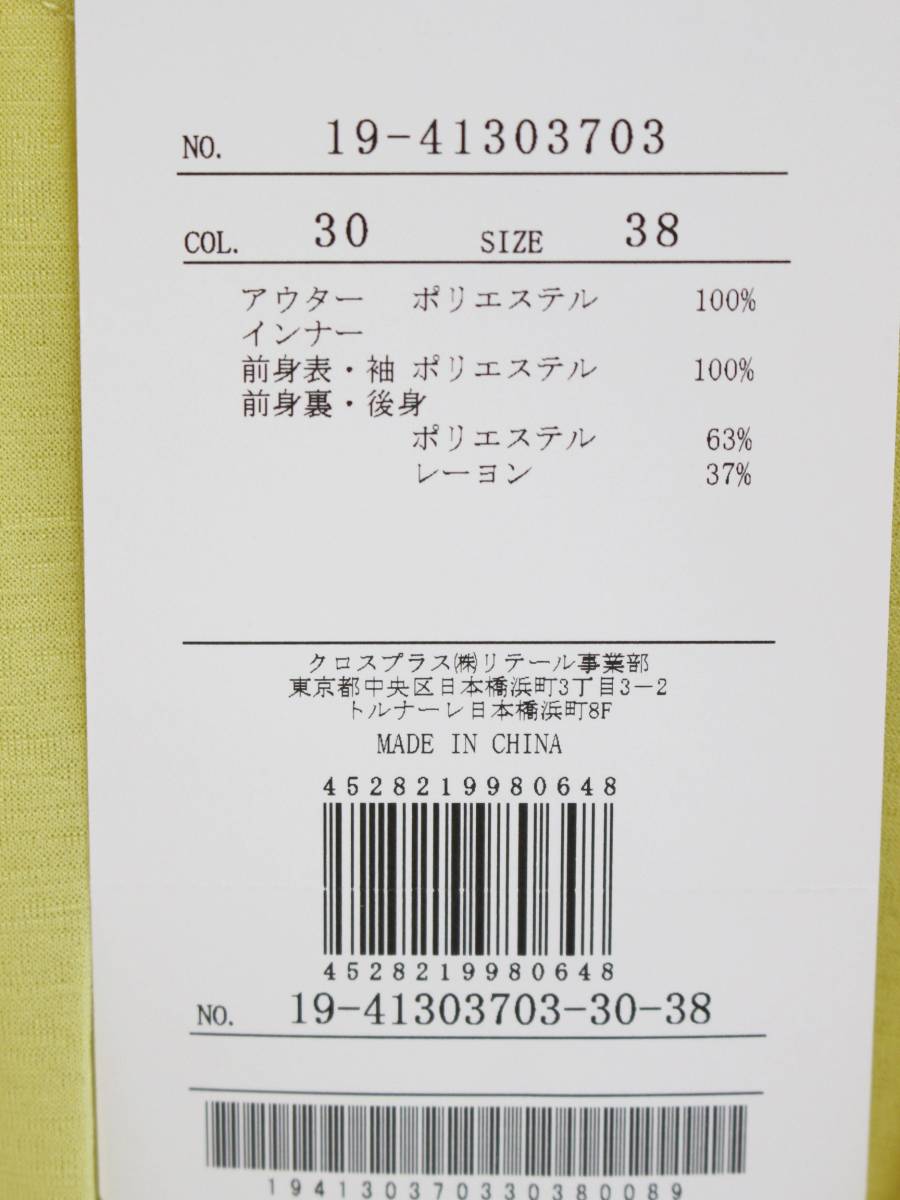 NO. 19-41303703
COL. 30 SIZE 38
アウター ポリエステル 100%
インナー
前身表・袖 ポリエステル 100%
前身裏・後身
ポリエステル 63%
レーヨン 37%
クロスプラス㈱リテール事業部
東京都中央区日本橋浜町3丁目3−2
トルナーレ日本橋浜町8F
MADE IN CHINA
4528219980648
4528219980648
NO. 19-41303703-30-38
1941303703303800​89